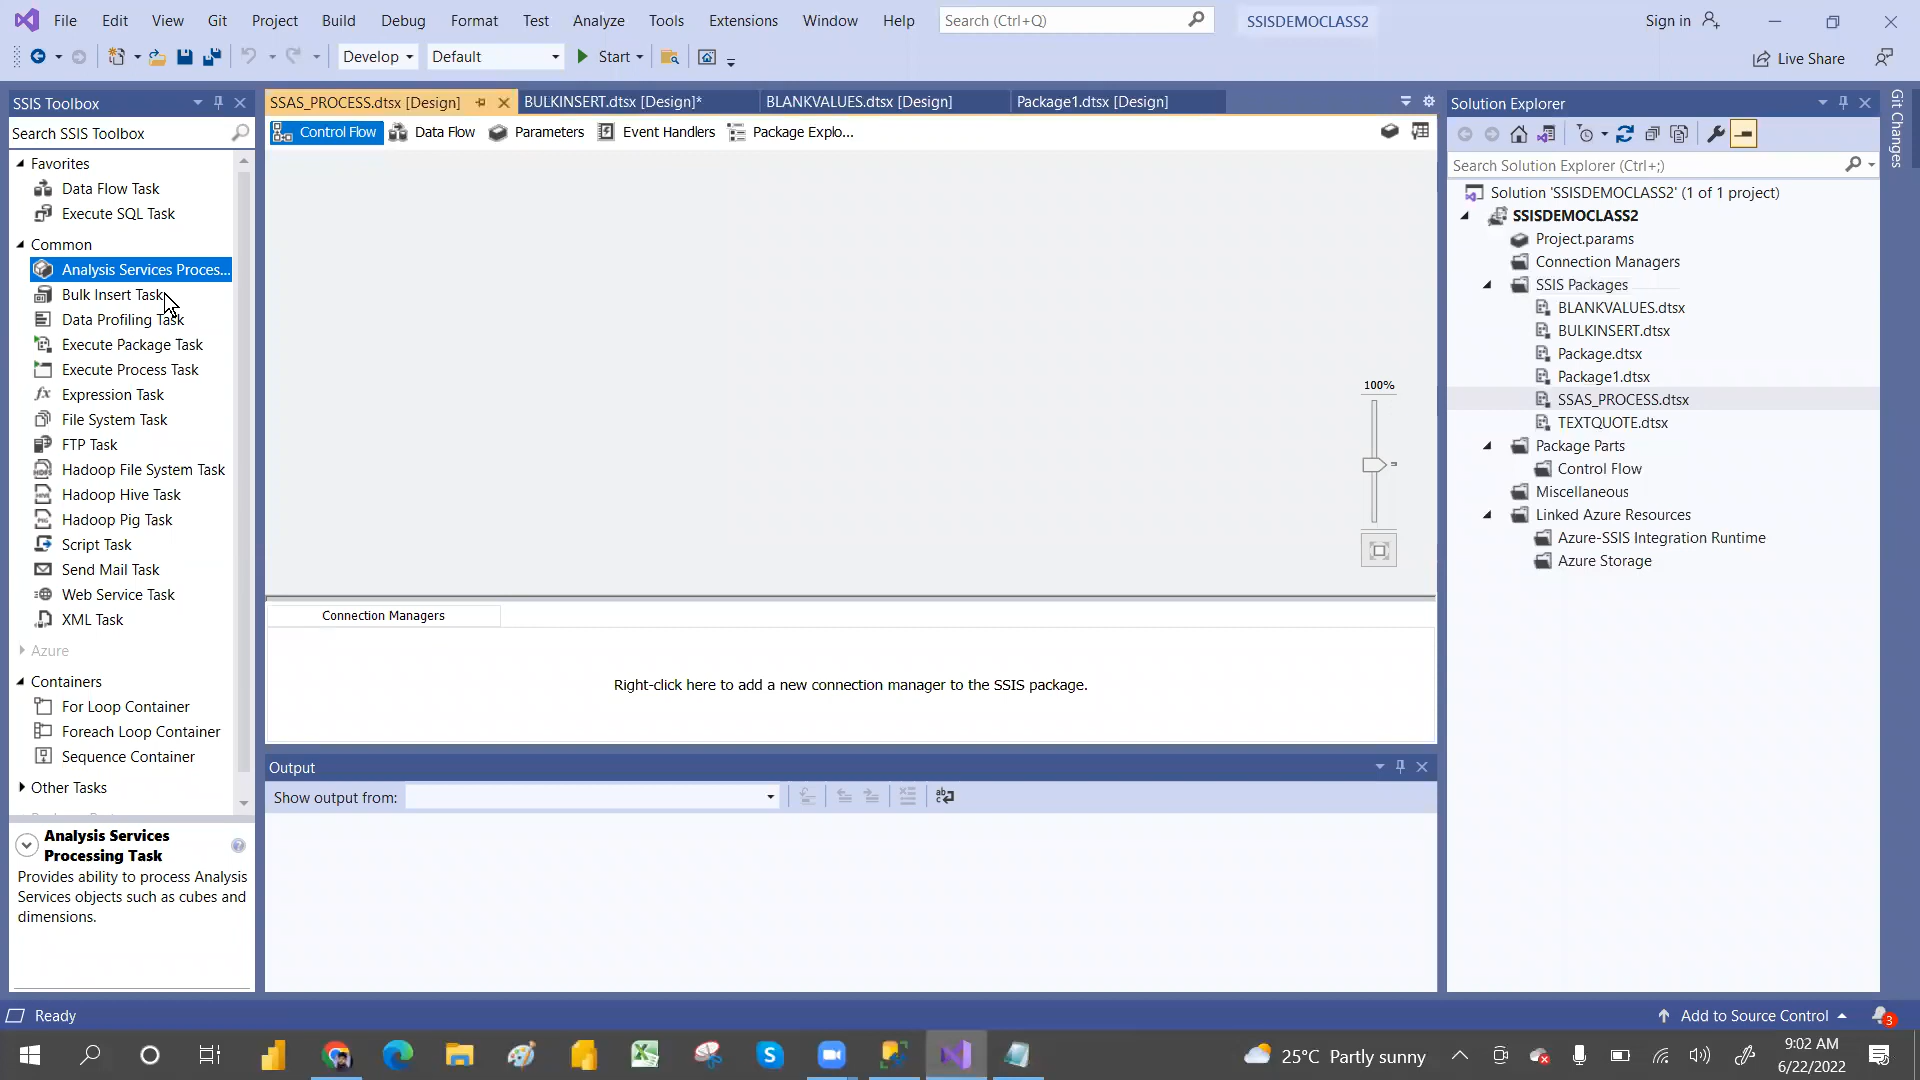 File Edit View Git Project Build Debug Format Test Analyze Tools Extensions Window Help Search (Ctrl+Q) SSISDEMOCLASS2 Sign in
Develop Default Start Live Share
SSIS Toolbox
Search SSIS Toolbox
Favorites
Data Flow Task
Execute SQL Task
Common
Analysis Services Proces...
Bulk Insert Task
Data Profiling Task
Execute Package Task
Execute Process Task
Expression Task
File System Task
FTP Task
Hadoop File System Task
Hadoop Hive Task
Hadoop Pig Task
Script Task
Send Mail Task
Web Service Task
XML Task
Azure
Containers
For Loop Container
Foreach Loop Container
Sequence Container
Other Tasks
Analysis Services
Processing Task
Provides ability to process Analysis
Services objects such as cubes and
dimensions.
SSAS_PROCESS.dtsx [Design] BULKINSERT.dtsx [Design]* BLANKVALUES.dtsx [Design] Package1.dtsx [Design]
Control Flow Data Flow Parameters Event Handlers Package Explo...
100%
Connection Managers
Right-click here to add a new connection manager to the SSIS package.
Output
Show output from:
Solution Explorer
Search Solution Explorer (Ctrl+;)
Solution 'SSISDEMOCLASS2' (1 of 1 project)
SSISDEMOCLASS2
Project.params
Connection Managers
SSIS Packages
BLANKVALUES.dtsx
BULKINSERT.dtsx
Package.dtsx
Package1.dtsx
SSAS_PROCESS.dtsx
TEXTQUOTE.dtsx
Package Parts
Control Flow
Miscellaneous
Linked Azure Resources
Azure-SSIS Integration Runtime
Azure Storage
Git Changes
Ready Add to Source Control 3
25°C Partly sunny
9:02 AM
6/22/2022